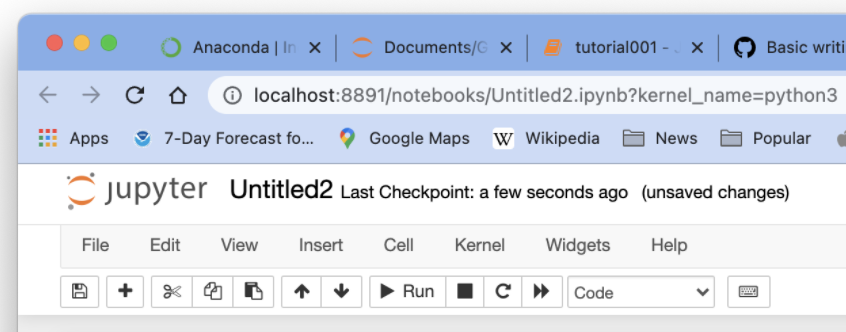 Anaconda | In Documents/G tutorial001 - J Basic writi
localhost:8891/notebooks/Untitled2.ipynb?kernel_name=python3
Apps 7-Day Forecast fo... Google Maps W Wikipedia News Popular
jupyter Untitled2 Last Checkpoint: a few seconds ago (unsaved changes)
File Edit View Insert Cell Kernel Widgets Help
Run Code